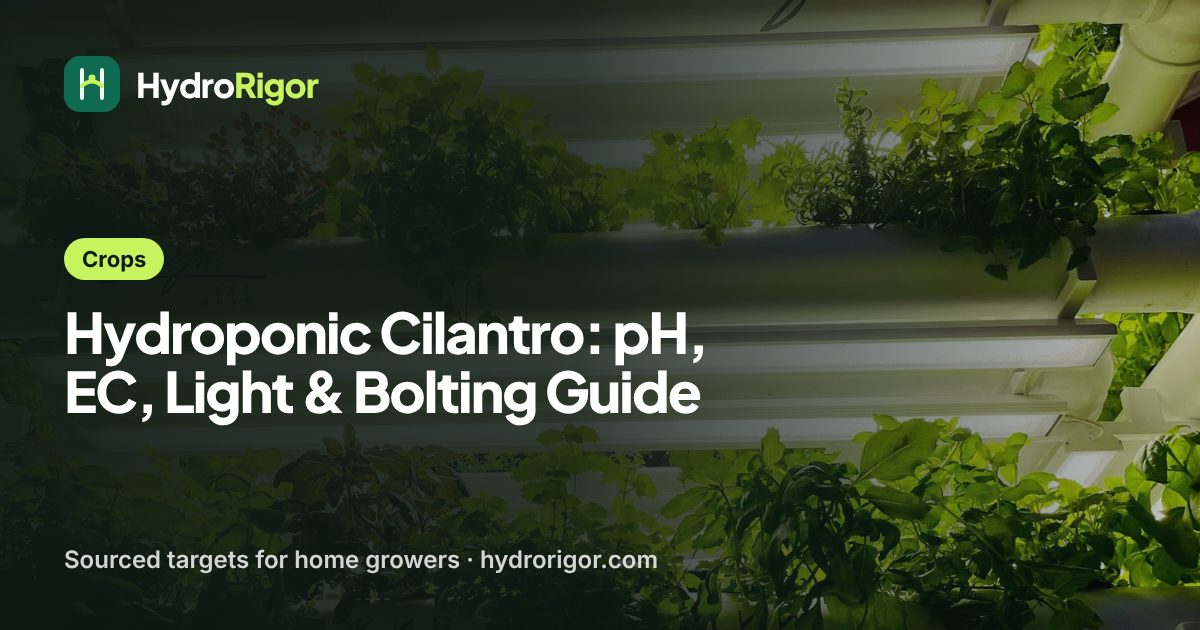 HydroRigor
Crops
Hydroponic Cilantro: pH,
EC, Light & Bolting Guide
Sourced targets for home growers · hydrorigor.com